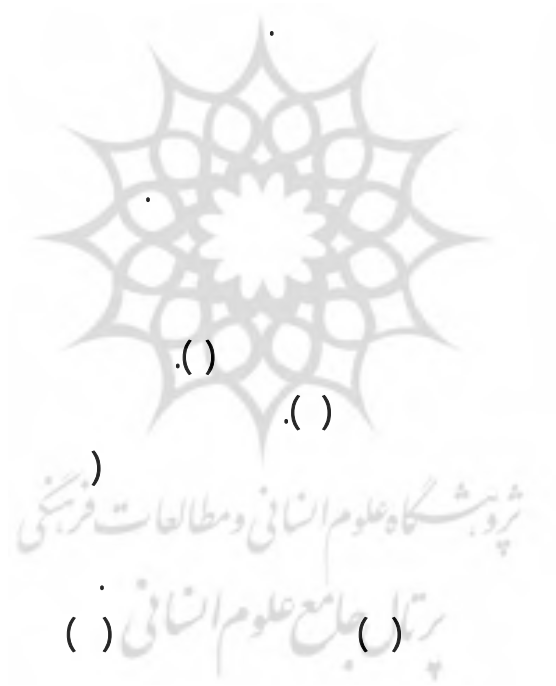 .
.
( ).
( ).
)
پژوهشگاه علوم انسانی و مطالعات فرهنگی
.
پرتال جامع علوم انسانی
( ) ( )